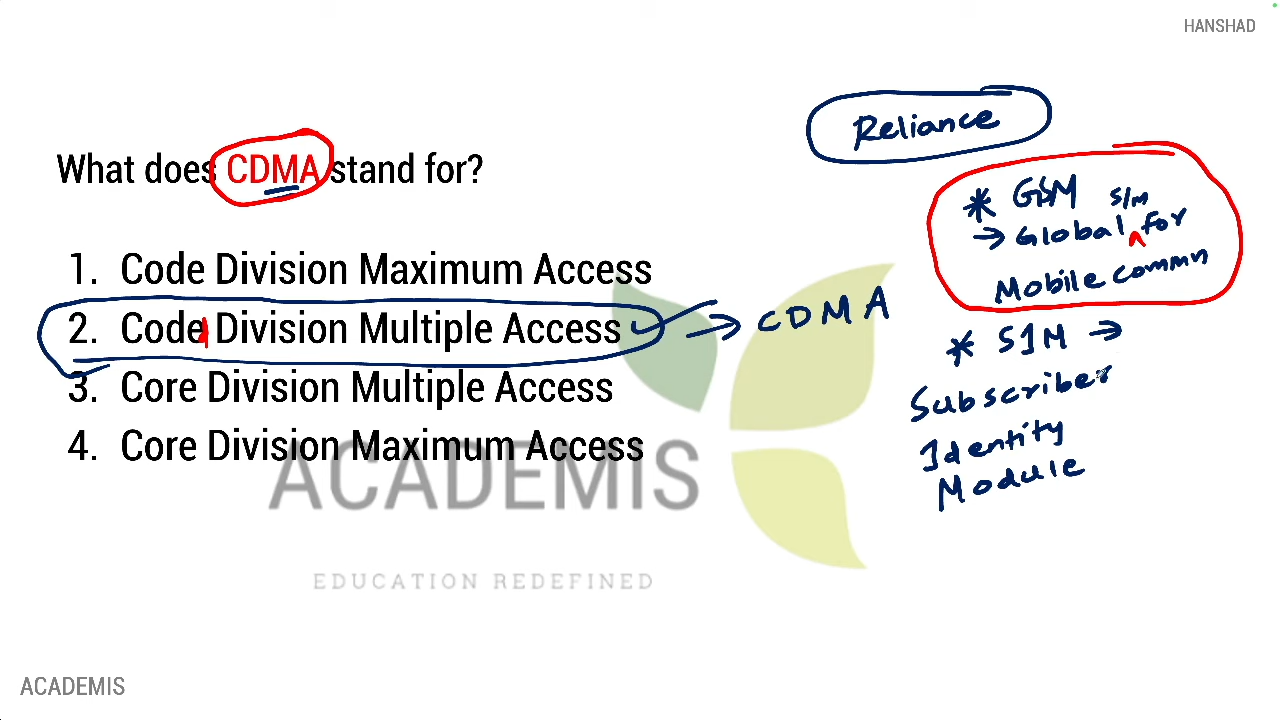 HANSHAD
Reliance
What does CDMA stand for?
* GSM
S/M
→ Global ^ for
Mobile commn
1. Code Division Maximum Access
2. Code Division Multiple Access
→ CDMA
3. Core Division Multiple Access
4. Core Division Maximum Access
* SIM →
Subscriber
Identity
Module
ACADEMIS
EDUCATION REDEFINED
ACADEMIS